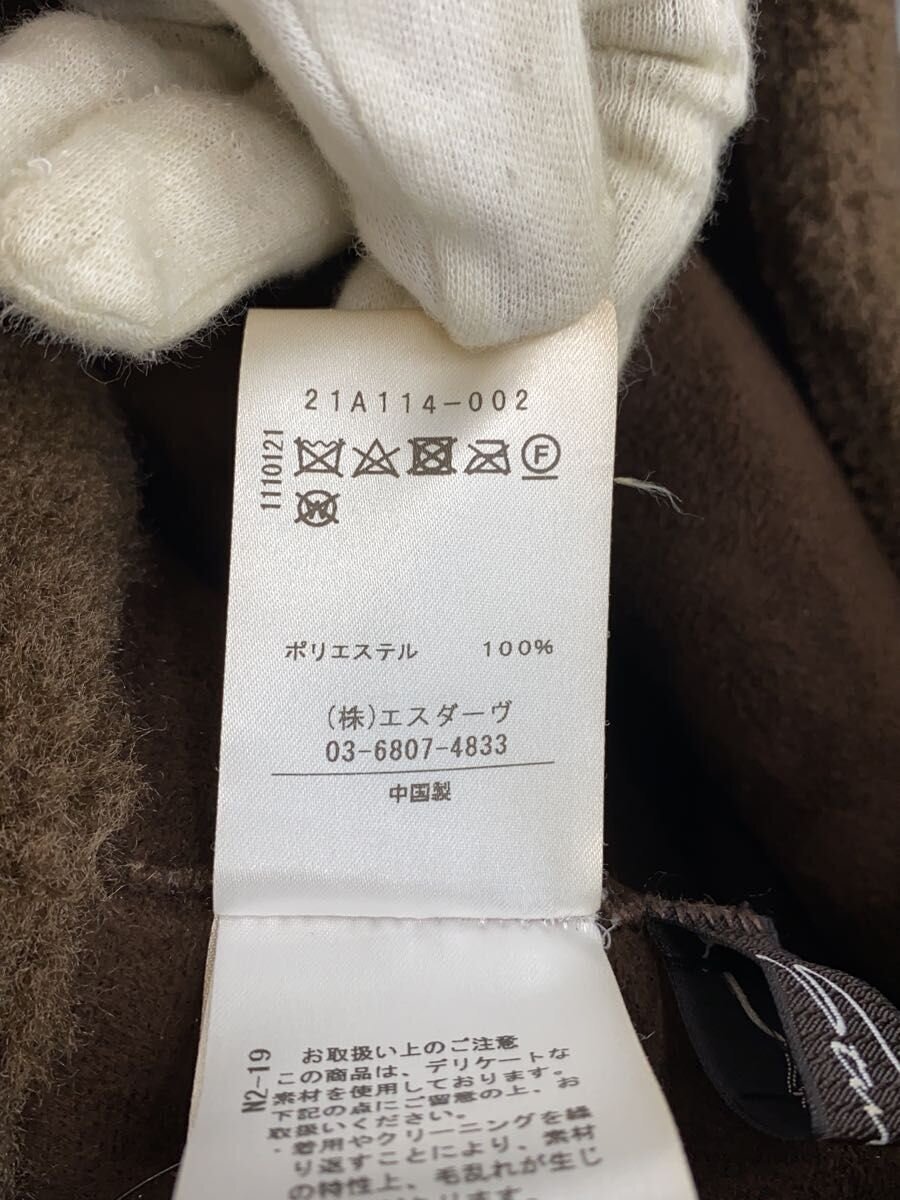 21A114-002
1110121
F
W
ポリエステル 100%
(株)エスダーヴ
03-6807-4833
中国製
N2-19
お取扱い上のご注意
この商品は、デリケートな
素材を使用しております。
下記の点にご留意の上、お
取扱いください。
・着用やクリーニングを繰
り返すことにより、素材
の特性上、毛乱れが生じ